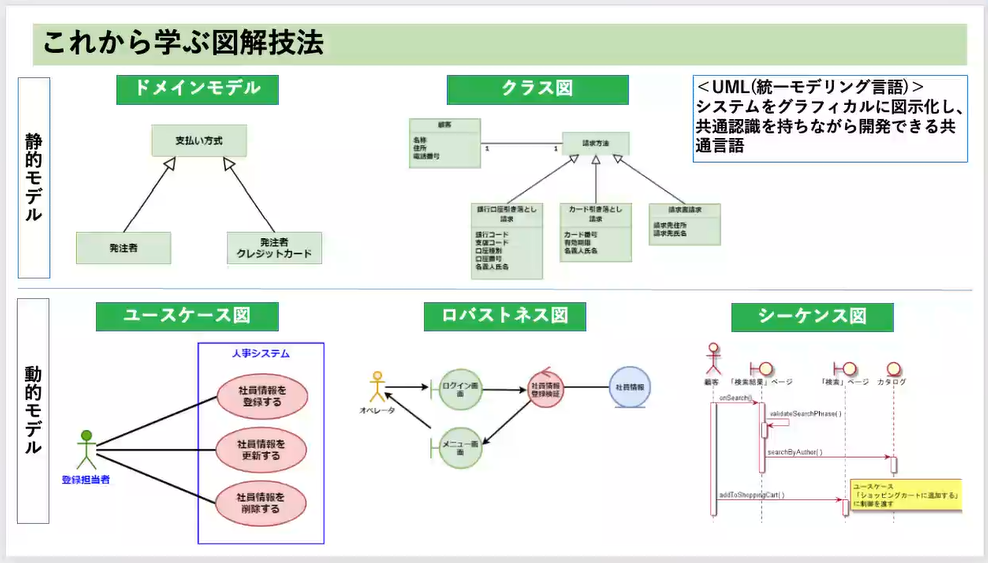 これから学ぶ図解技法
静的モデル
ドメインモデル
支払い方式
発注者
発注者
クレジットカード
クラス図
顧客
名称
住所
電話番号
1
1
請求方法
銀行口座引き落とし
請求
銀行コード
支店コード
口座種別
口座番号
名義人氏名
カード引き落とし
請求
カード番号
有効期限
名義人氏名
請求書請求
請求先住所
請求先氏名
<UML(統一モデリング言語)>
システムをグラフィカルに図示化し、
共通認識を持ちながら開発できる共
通言語
動的モデル
ユースケース図
人事システム
社員情報を
登録する
社員情報を
更新する
社員情報を
削除する
登録担当者
ロバストネス図
オペレータ
ログイン画
面
社員情報
登録検証
社員情報
メニュー画
面
シーケンス図
顧客
「検索結果」ページ
「検索」ページ
カタログ
onSearch()
validateSearchPhrase( )
searchByAuther( )
addToShoppingCart( )
ユースケース
「ショッピングカートに追加する」
に制御を渡す